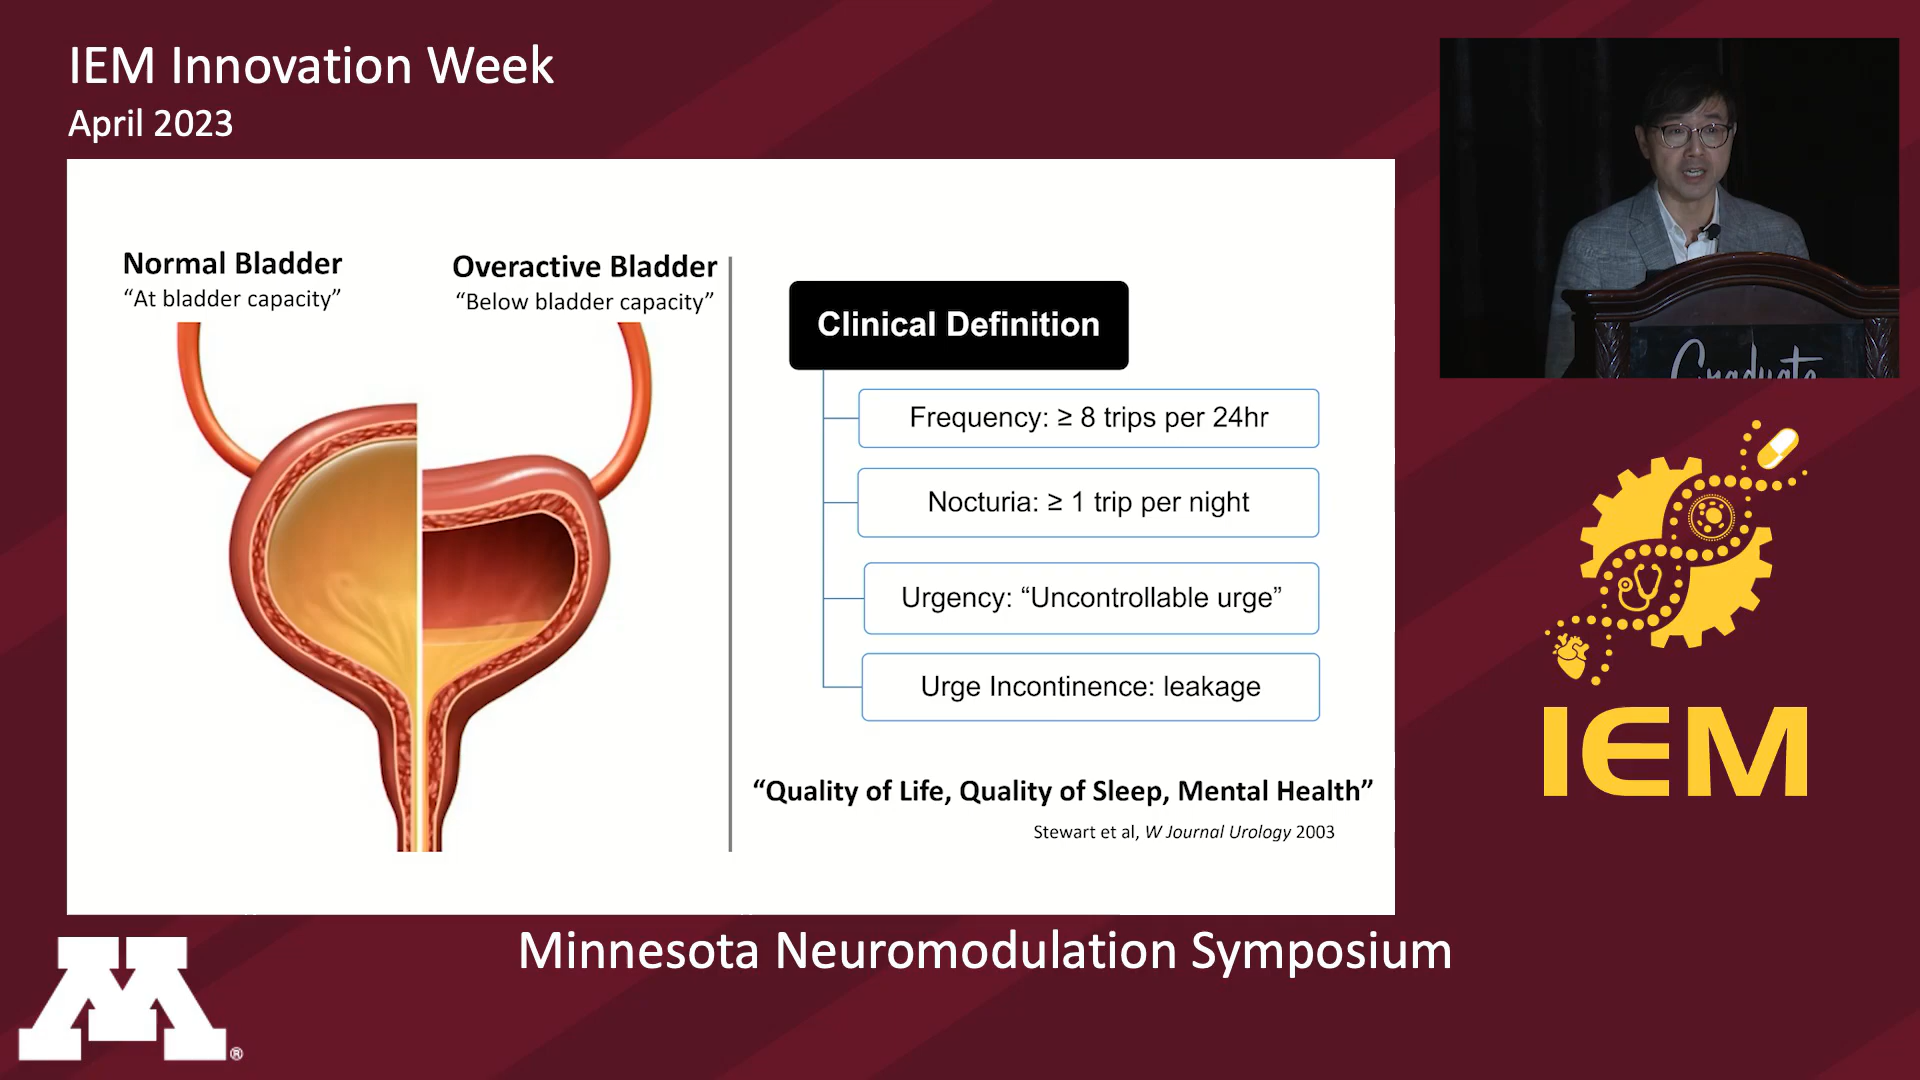 IEM Innovation Week
April 2023
Normal Bladder
“At bladder capacity”
Overactive Bladder
“Below bladder capacity”
Clinical Definition
Frequency: ≥ 8 trips per 24hr
Nocturia: ≥ 1 trip per night
Urgency: “Uncontrollable urge”
Urge Incontinence: leakage
“Quality of Life, Quality of Sleep, Mental Health”
Stewart et al, W Journal Urology 2003
Graduate
IEM
Minnesota Neuromodulation Symposium
M®